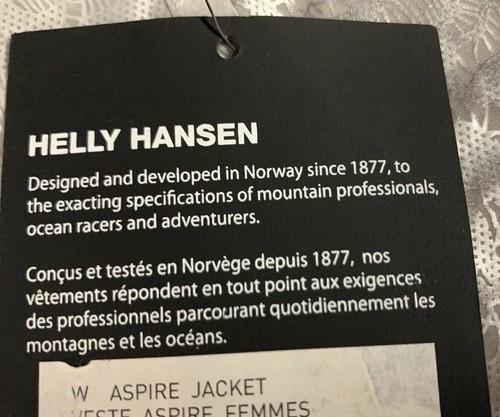 HELLY HANSEN
Designed and developed in Norway since 1877, to
the exacting specifications of mountain professionals,
ocean racers and adventurers.
Conçus et testés en Norvège depuis 1877, nos
vêtements répondent en tout point aux exigences
des professionnels parcourant quotidiennement les
montagnes et les océans.
W ASPIRE JACKET
VESTE ASPIRE FEMMES